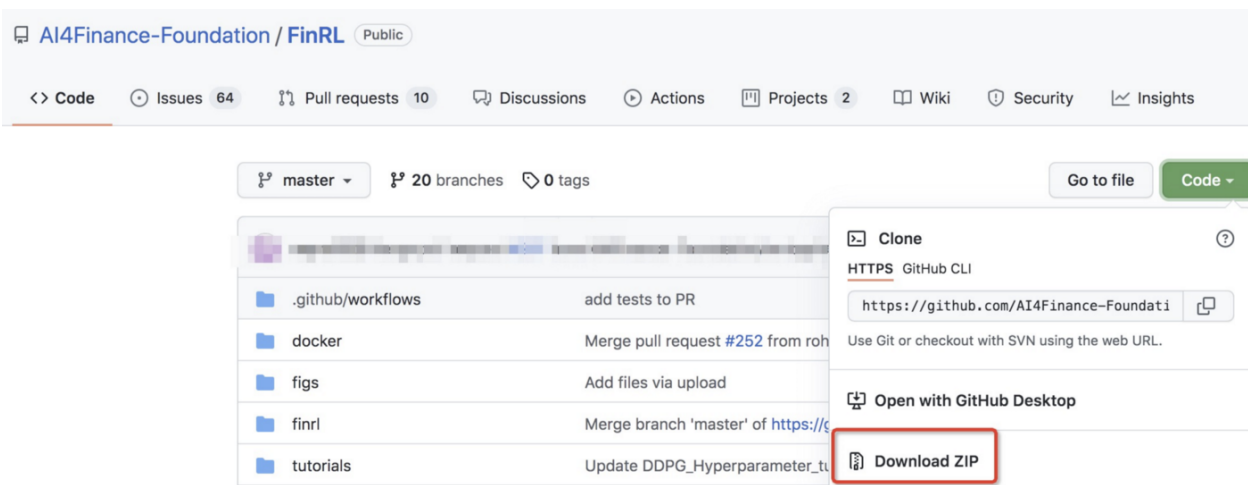 AI4Finance-Foundation / FinRL Public
Code Issues 64 Pull requests 10 Discussions Actions Projects 2 Wiki Security Insights
master 20 branches 0 tags Go to file Code
.github/workflows add tests to PR
docker Merge pull request #252 from roh
figs Add files via upload
finrl Merge branch 'master' of https://g
tutorials Update DDPG_Hyperparameter_tu
Clone
HTTPS GitHub CLI
https://github.com/AI4Finance-Foundati
Use Git or checkout with SVN using the web URL.
Open with GitHub Desktop
Download ZIP